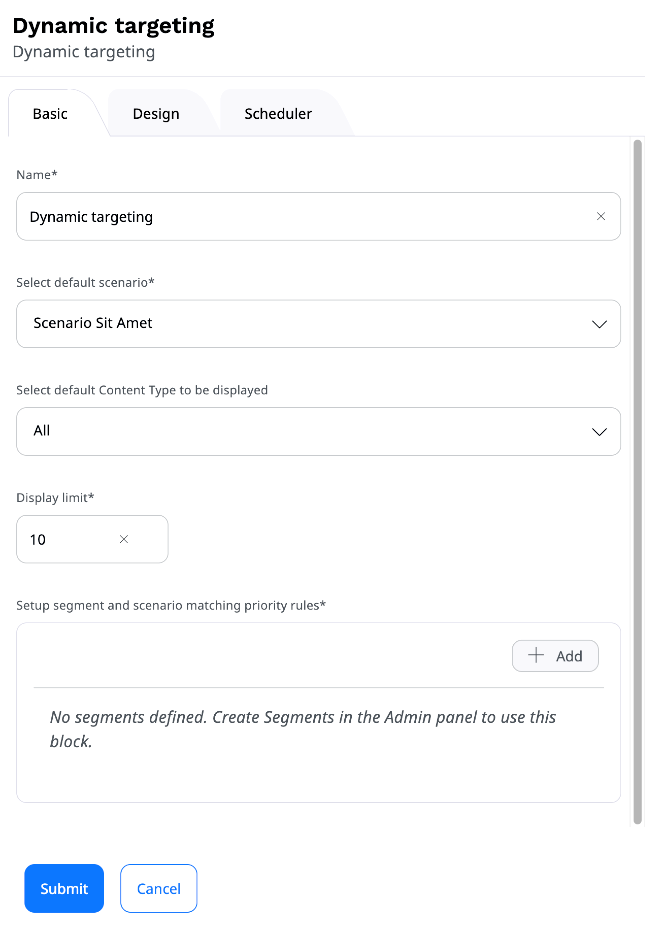 Dynamic targeting
Dynamic targeting
Basic
Design
Scheduler
Name*
Dynamic targeting
Select default scenario*
Scenario Sit Amet
Select default Content Type to be displayed
All
Display limit*
10
Setup segment and scenario matching priority rules*
Add
No segments defined. Create Segments in the Admin panel to use this
block.
Submit
Cancel